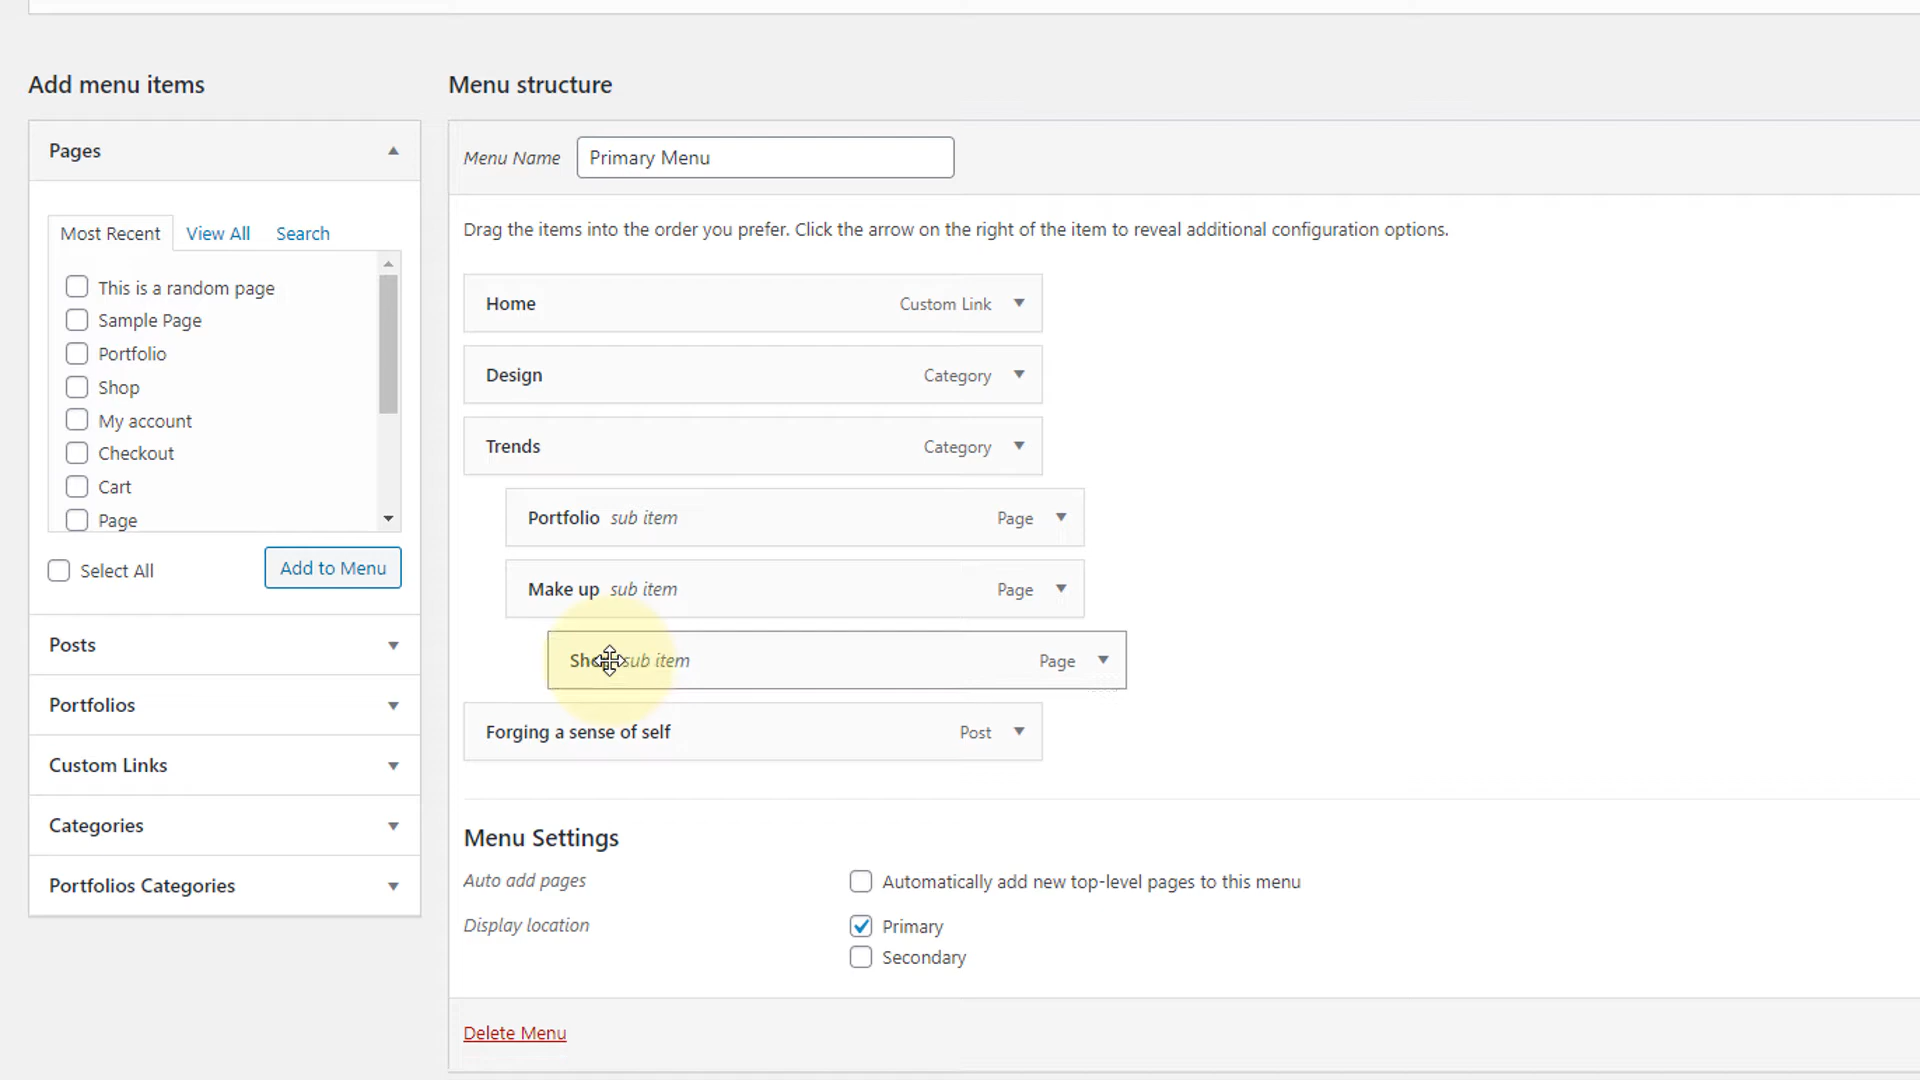 Add menu items
Pages
Most Recent View All Search
This is a random page
Sample Page
Portfolio
Shop
My account
Checkout
Cart
Page
Select All Add to Menu
Posts
Portfolios
Custom Links
Categories
Portfolios Categories
Menu structure
Menu Name Primary Menu
Drag the items into the order you prefer. Click the arrow on the right of the item to reveal additional configuration options.
Home Custom Link
Design Category
Trends Category
Portfolio sub item Page
Make up sub item Page
sub item Page
Forging a sense of self Post
Menu Settings
Auto add pages Automatically add new top-level pages to this menu
Display location Primary
Secondary
Delete Menu